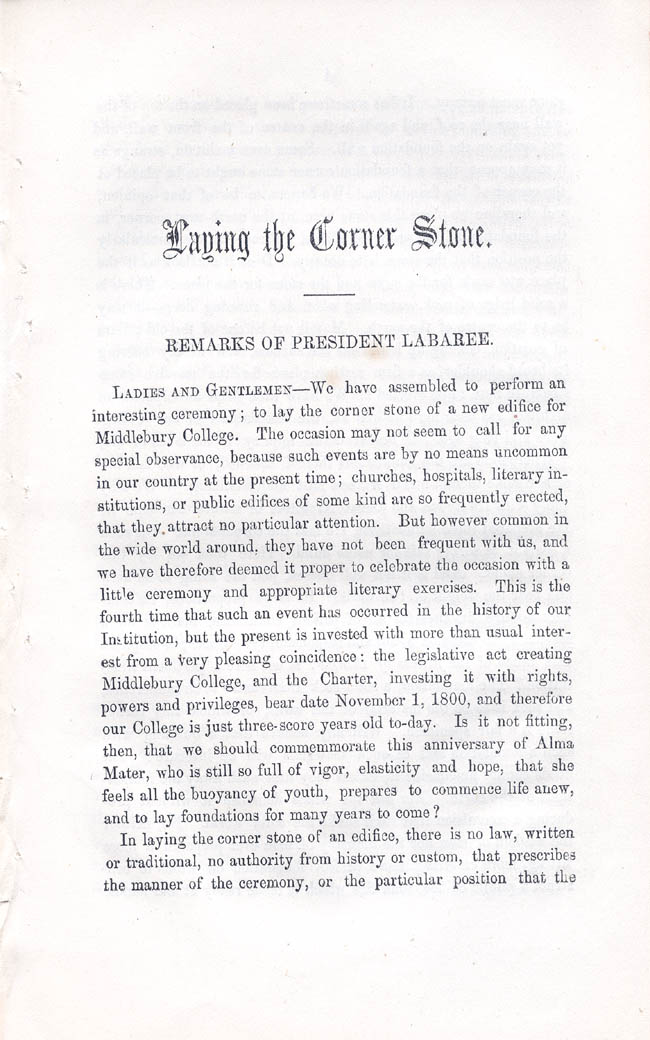 Laying the Corner Stone.
REMARKS OF PRESIDENT LABAREE.
LADIES AND GENTLEMEN—We have assembled to perform an
interesting ceremony; to lay the corner stone of a new edifice for
Middlebury College. The occasion may not seem to call for any
special observance, because such events are by no means uncommon
in our country at the present time; churches, hospitals, literary in-
stitutions, or public edifices of some kind are so frequently erected,
that they attract no particular attention. But however common in
the wide world around, they have not been frequent with us, and
we have therefore deemed it proper to celebrate the occasion with a
little ceremony and appropriate literary exercises. This is the
fourth time that such an event has occurred in the history of our
Institution, but the present is invested with more than usual inter-
est from a very pleasing coincidence: the legislative act creating
Middlebury College, and the Charter, investing it with rights,
powers and privileges, bear date November 1, 1800, and therefore
our College is just three-score years old to-day. Is it not fitting,
then, that we should commemorate this anniversary of Alma
Mater, who is still so full of vigor, elasticity and hope, that she
feels all the buoyancy of youth, prepares to commence life anew,
and to lay foundations for many years to come?
In laying the corner stone of an edifice, there is no law, written
or traditional, no authority from history or custom, that prescribes
the manner of the ceremony, or the particular position that the